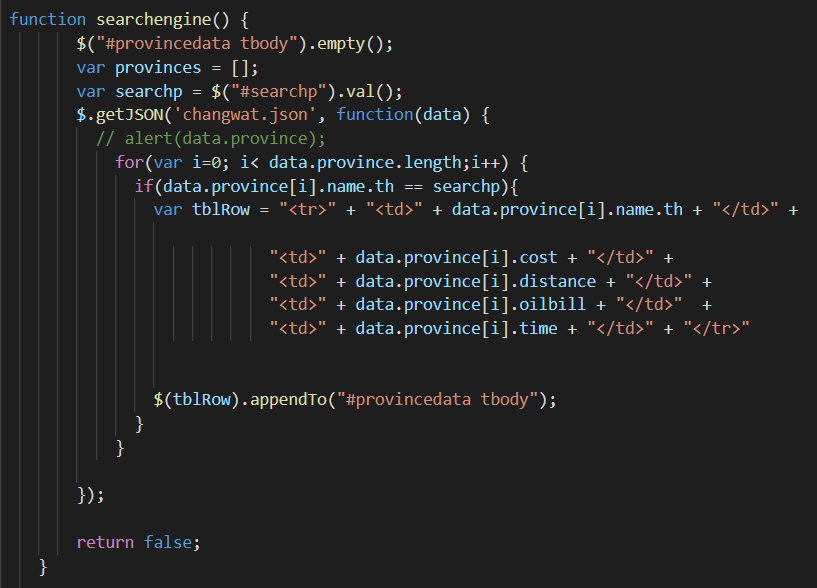 function searchengine() {
$("#provincedata tbody").empty();
var provinces = [];
var searchp = $("#searchp").val();
$.getJSON('changwat.json', function(data) {
// alert(data.province);
for(var i=0; i< data.province.length;i++) {
if(data.province[i].name.th == searchp){
var tblRow = "<tr>" + "<td>" + data.province[i].name.th + "</td>" +
"<td>" + data.province[i].cost + "</td>" +
"<td>" + data.province[i].distance + "</td>" +
"<td>" + data.province[i].oilbill + "</td>"  +
"<td>" + data.province[i].time + "</td>" + "</tr>"
$(tblRow).appendTo("#provincedata tbody");
}
}
});
return false;
}